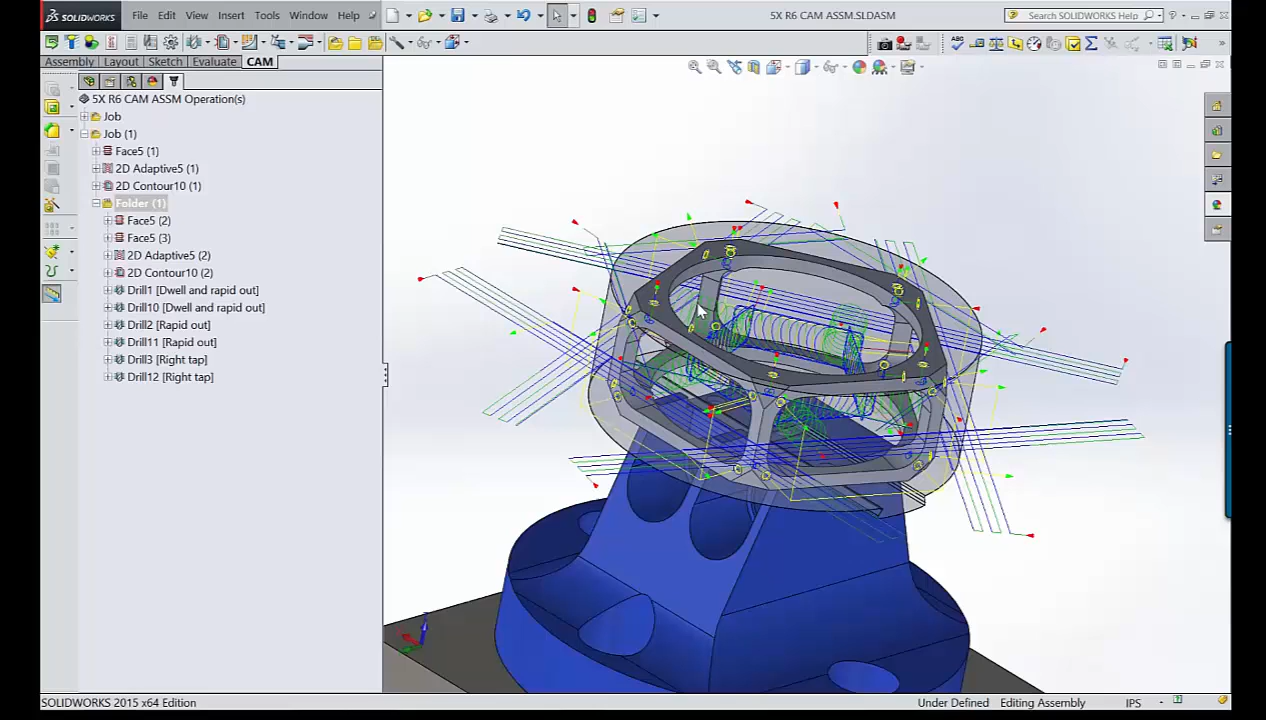 SOLIDWORKS File Edit View Insert Tools Window Help 5X R6 CAM ASSM.SLDASM Search SOLIDWORKS Help
Assembly Layout Sketch Evaluate CAM
5X R6 CAM ASSM Operation(s)
Job
Job (1)
Face5 (1)
2D Adaptive5 (1)
2D Contour10 (1)
Folder (1)
Face5 (2)
Face5 (3)
2D Adaptive5 (2)
2D Contour10 (2)
Drill1 [Dwell and rapid out]
Drill10 [Dwell and rapid out]
Drill2 [Rapid out]
Drill11 [Rapid out]
Drill3 [Right tap]
Drill12 [Right tap]
SOLIDWORKS 2015 x64 Edition Under Defined Editing Assembly IPS